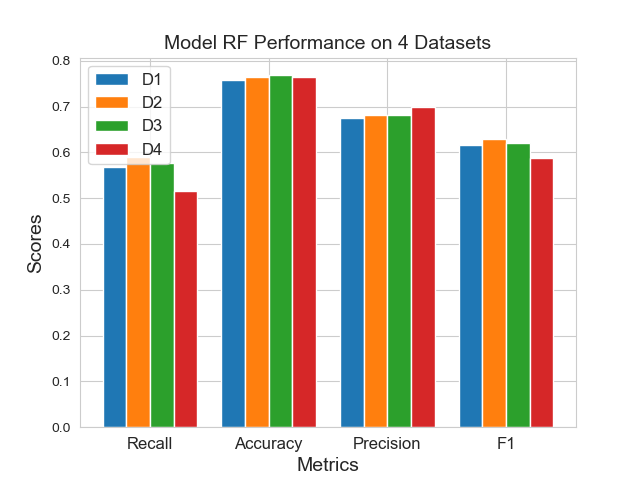 Model RF Performance on 4 Datasets
D1
D2
D3
D4
Scores
0.8
0.7
0.6
0.5
0.4
0.3
0.2
0.1
0.0
Recall Accuracy Precision F1
Metrics